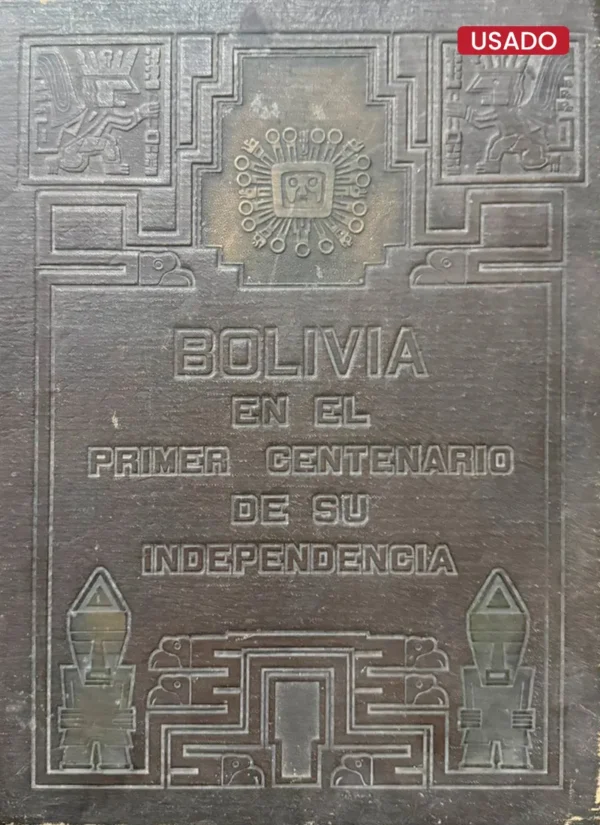 USADO
BOLIVIA
EN EL
PRIMER CENTENARIO
DE SU
INDEPENDENCIA